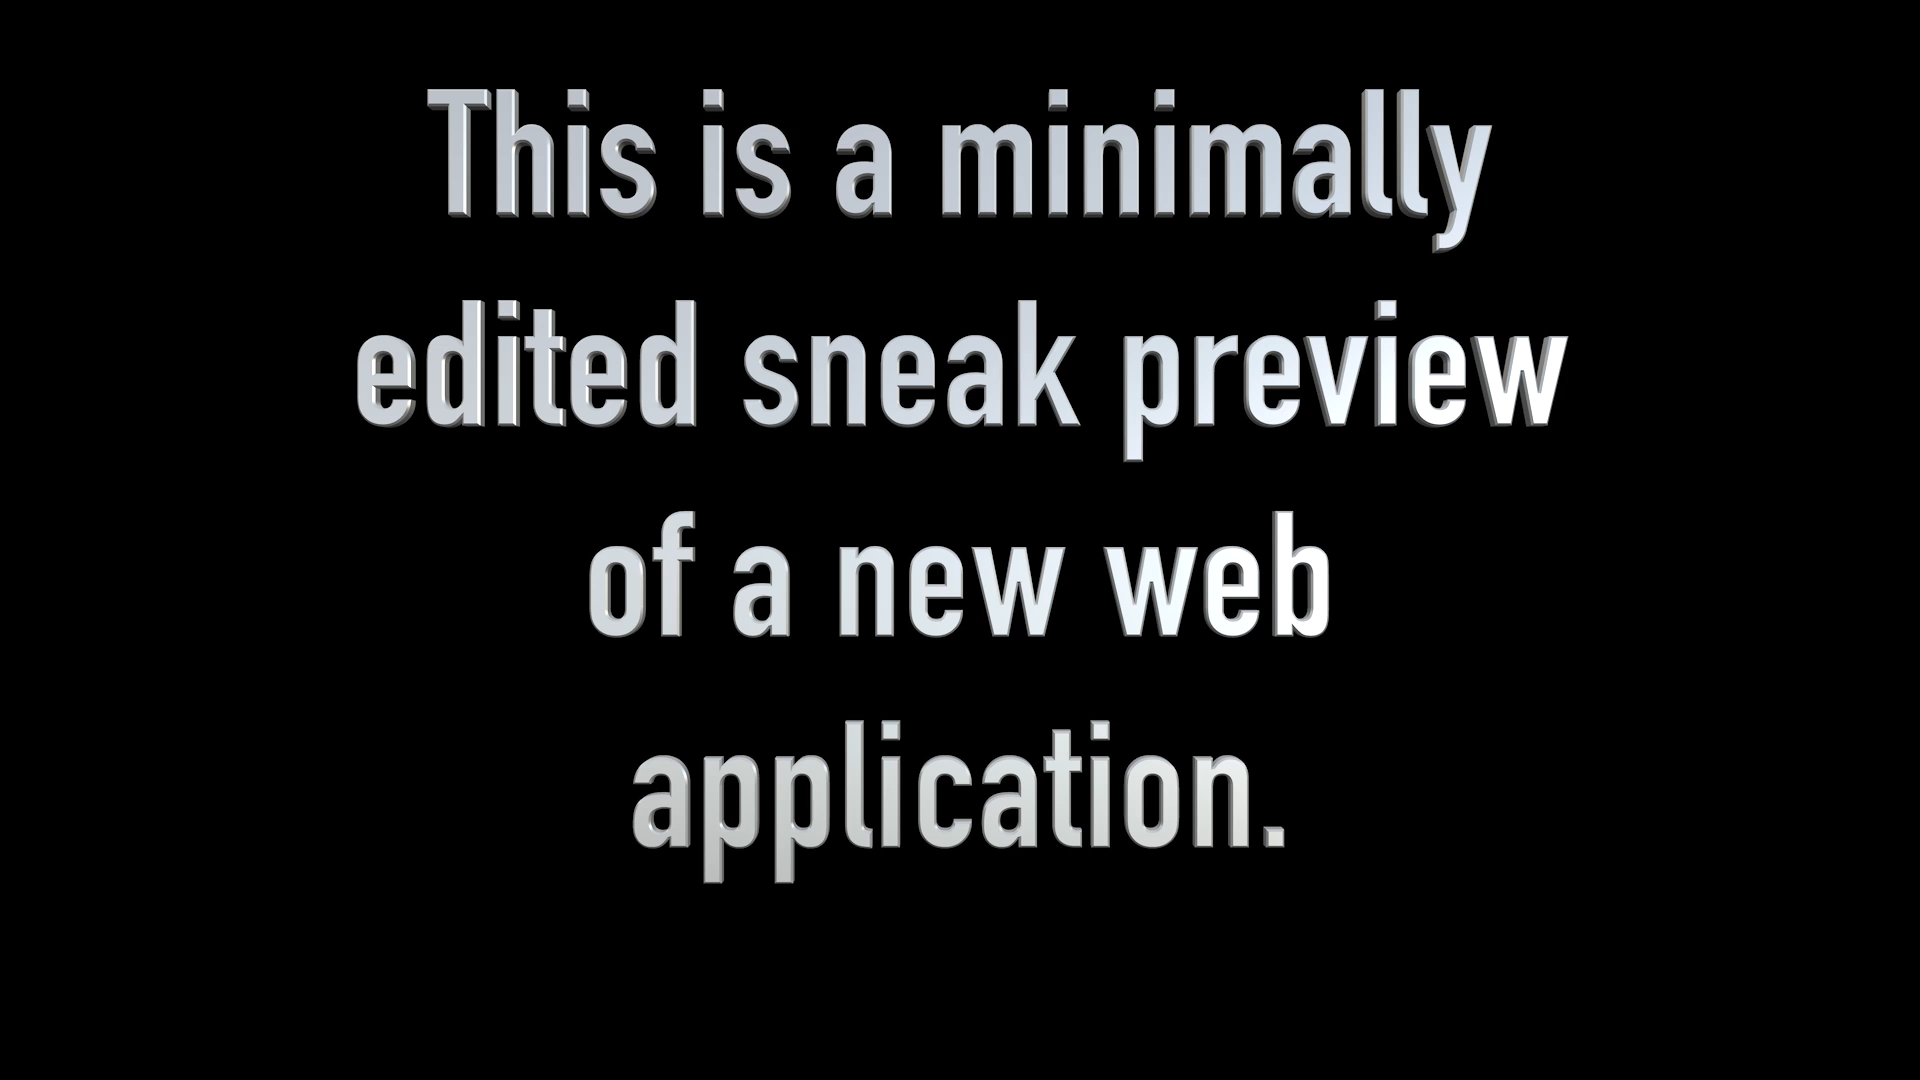 This is a minimally
edited sneak preview
of a new web
application.